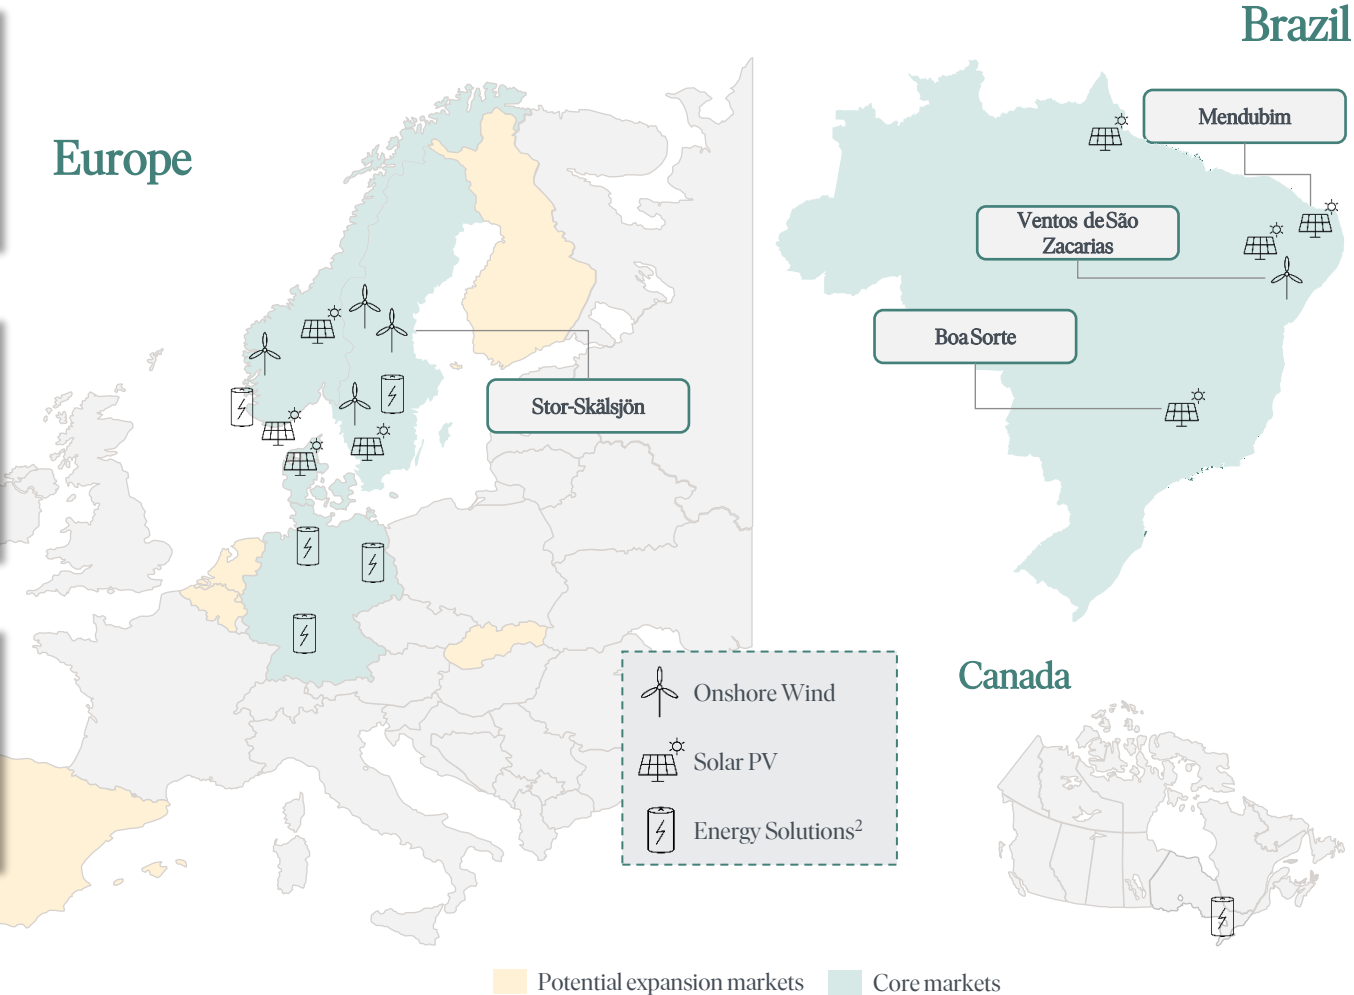 Brazil
Mendubim
Europe
Ventos de São
Zacarias
Boa Sorte
Stor-Skälsjön
Canada
Onshore Wind
Solar PV
Energy Solutions²
Potential expansion markets
Core markets